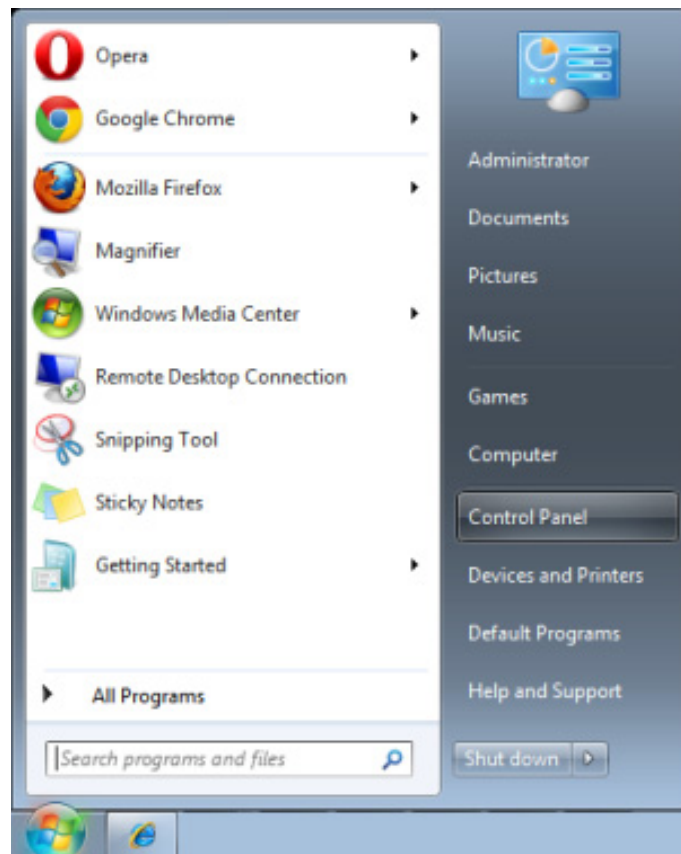 Opera
Google Chrome
Mozilla Firefox
Magnifier
Windows Media Center
Remote Desktop Connection
Snipping Tool
Sticky Notes
Getting Started
All Programs
Search programs and files
Administrator
Documents
Pictures
Music
Games
Computer
Control Panel
Devices and Printers
Default Programs
Help and Support
Shut down